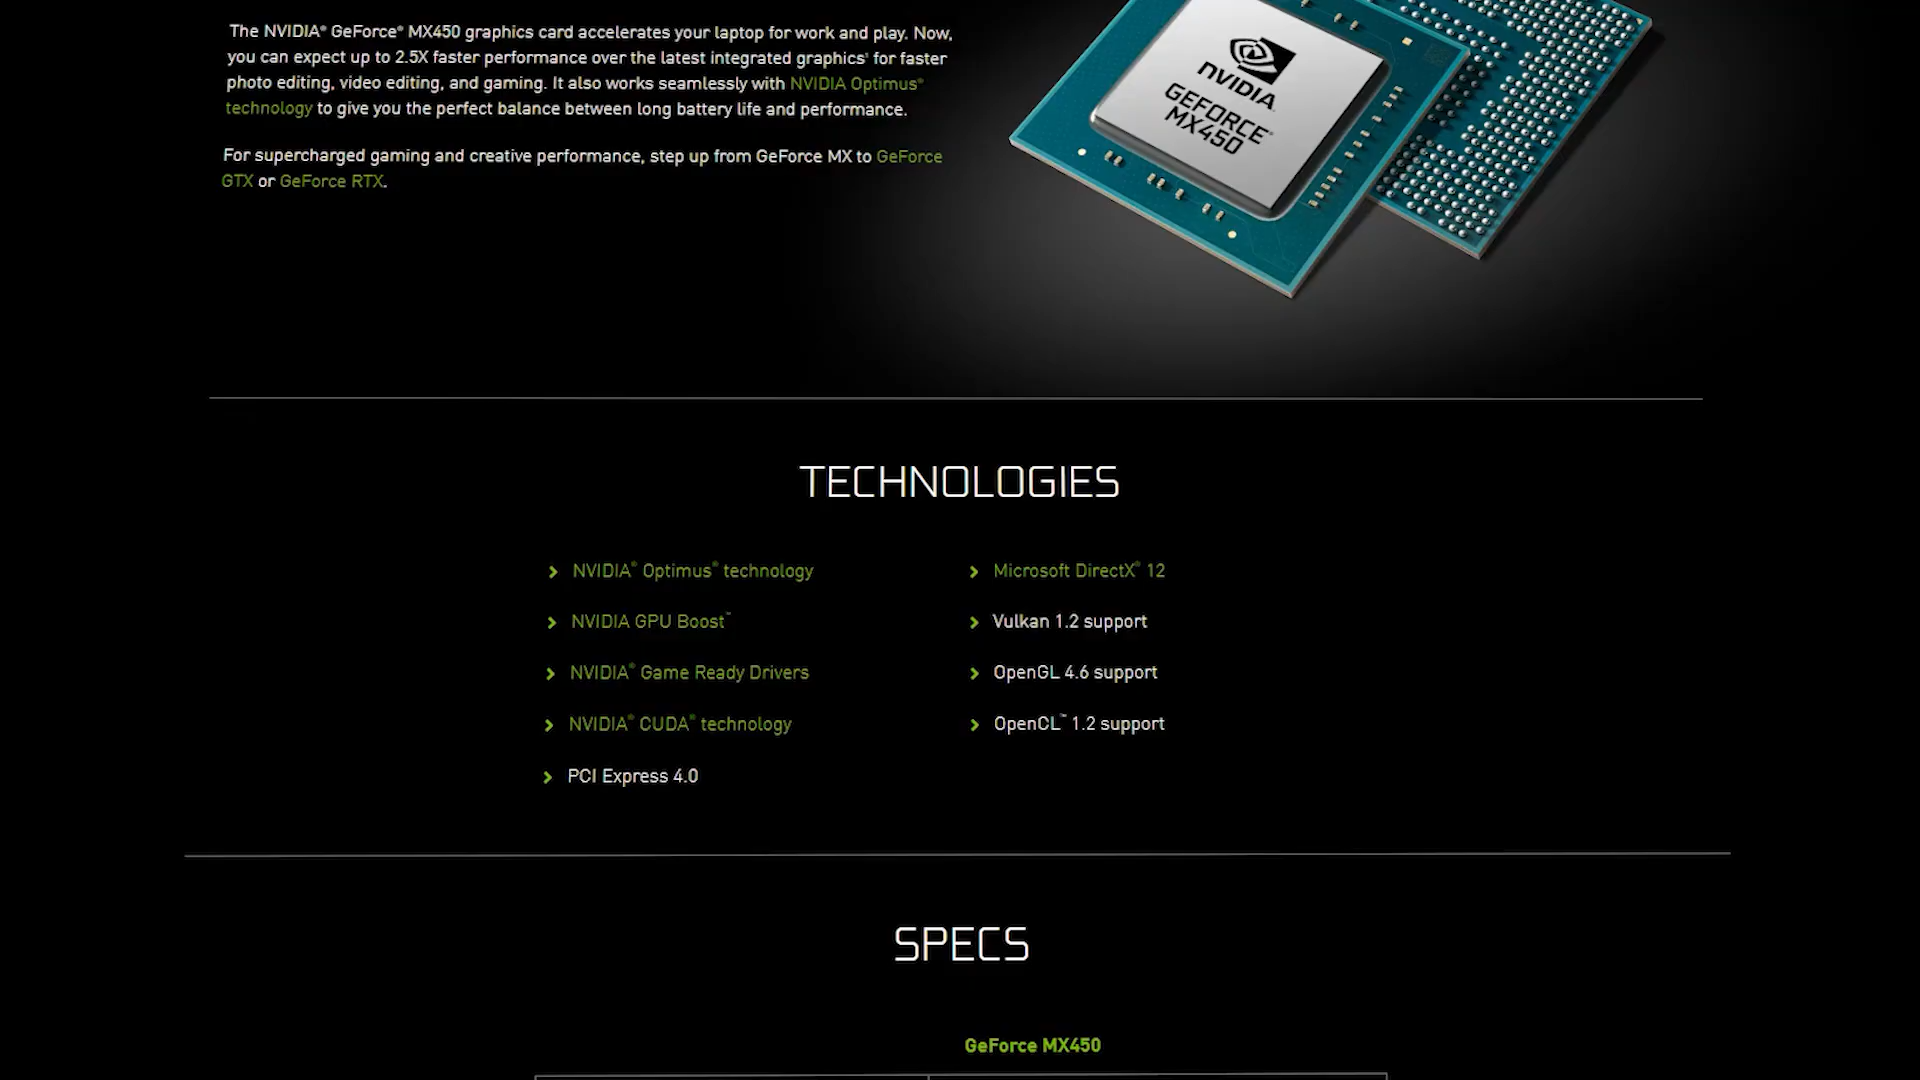 The NVIDIA® GeForce® MX450 graphics card accelerates your laptop for work and play. Now,
you can expect up to 2.5X faster performance over the latest integrated graphics¹ for faster
photo editing, video editing, and gaming. It also works seamlessly with NVIDIA Optimus®
technology to give you the perfect balance between long battery life and performance.
For supercharged gaming and creative performance, step up from GeForce MX to GeForce
GTX or GeForce RTX.
NVIDIA
GEFORCE®
MX450
TECHNOLOGIES
NVIDIA® Optimus® technology
NVIDIA GPU Boost™
NVIDIA® Game Ready Drivers
NVIDIA® CUDA® technology
PCI Express 4.0
Microsoft DirectX® 12
Vulkan 1.2 support
OpenGL 4.6 support
OpenCL™ 1.2 support
SPECS
GeForce MX450